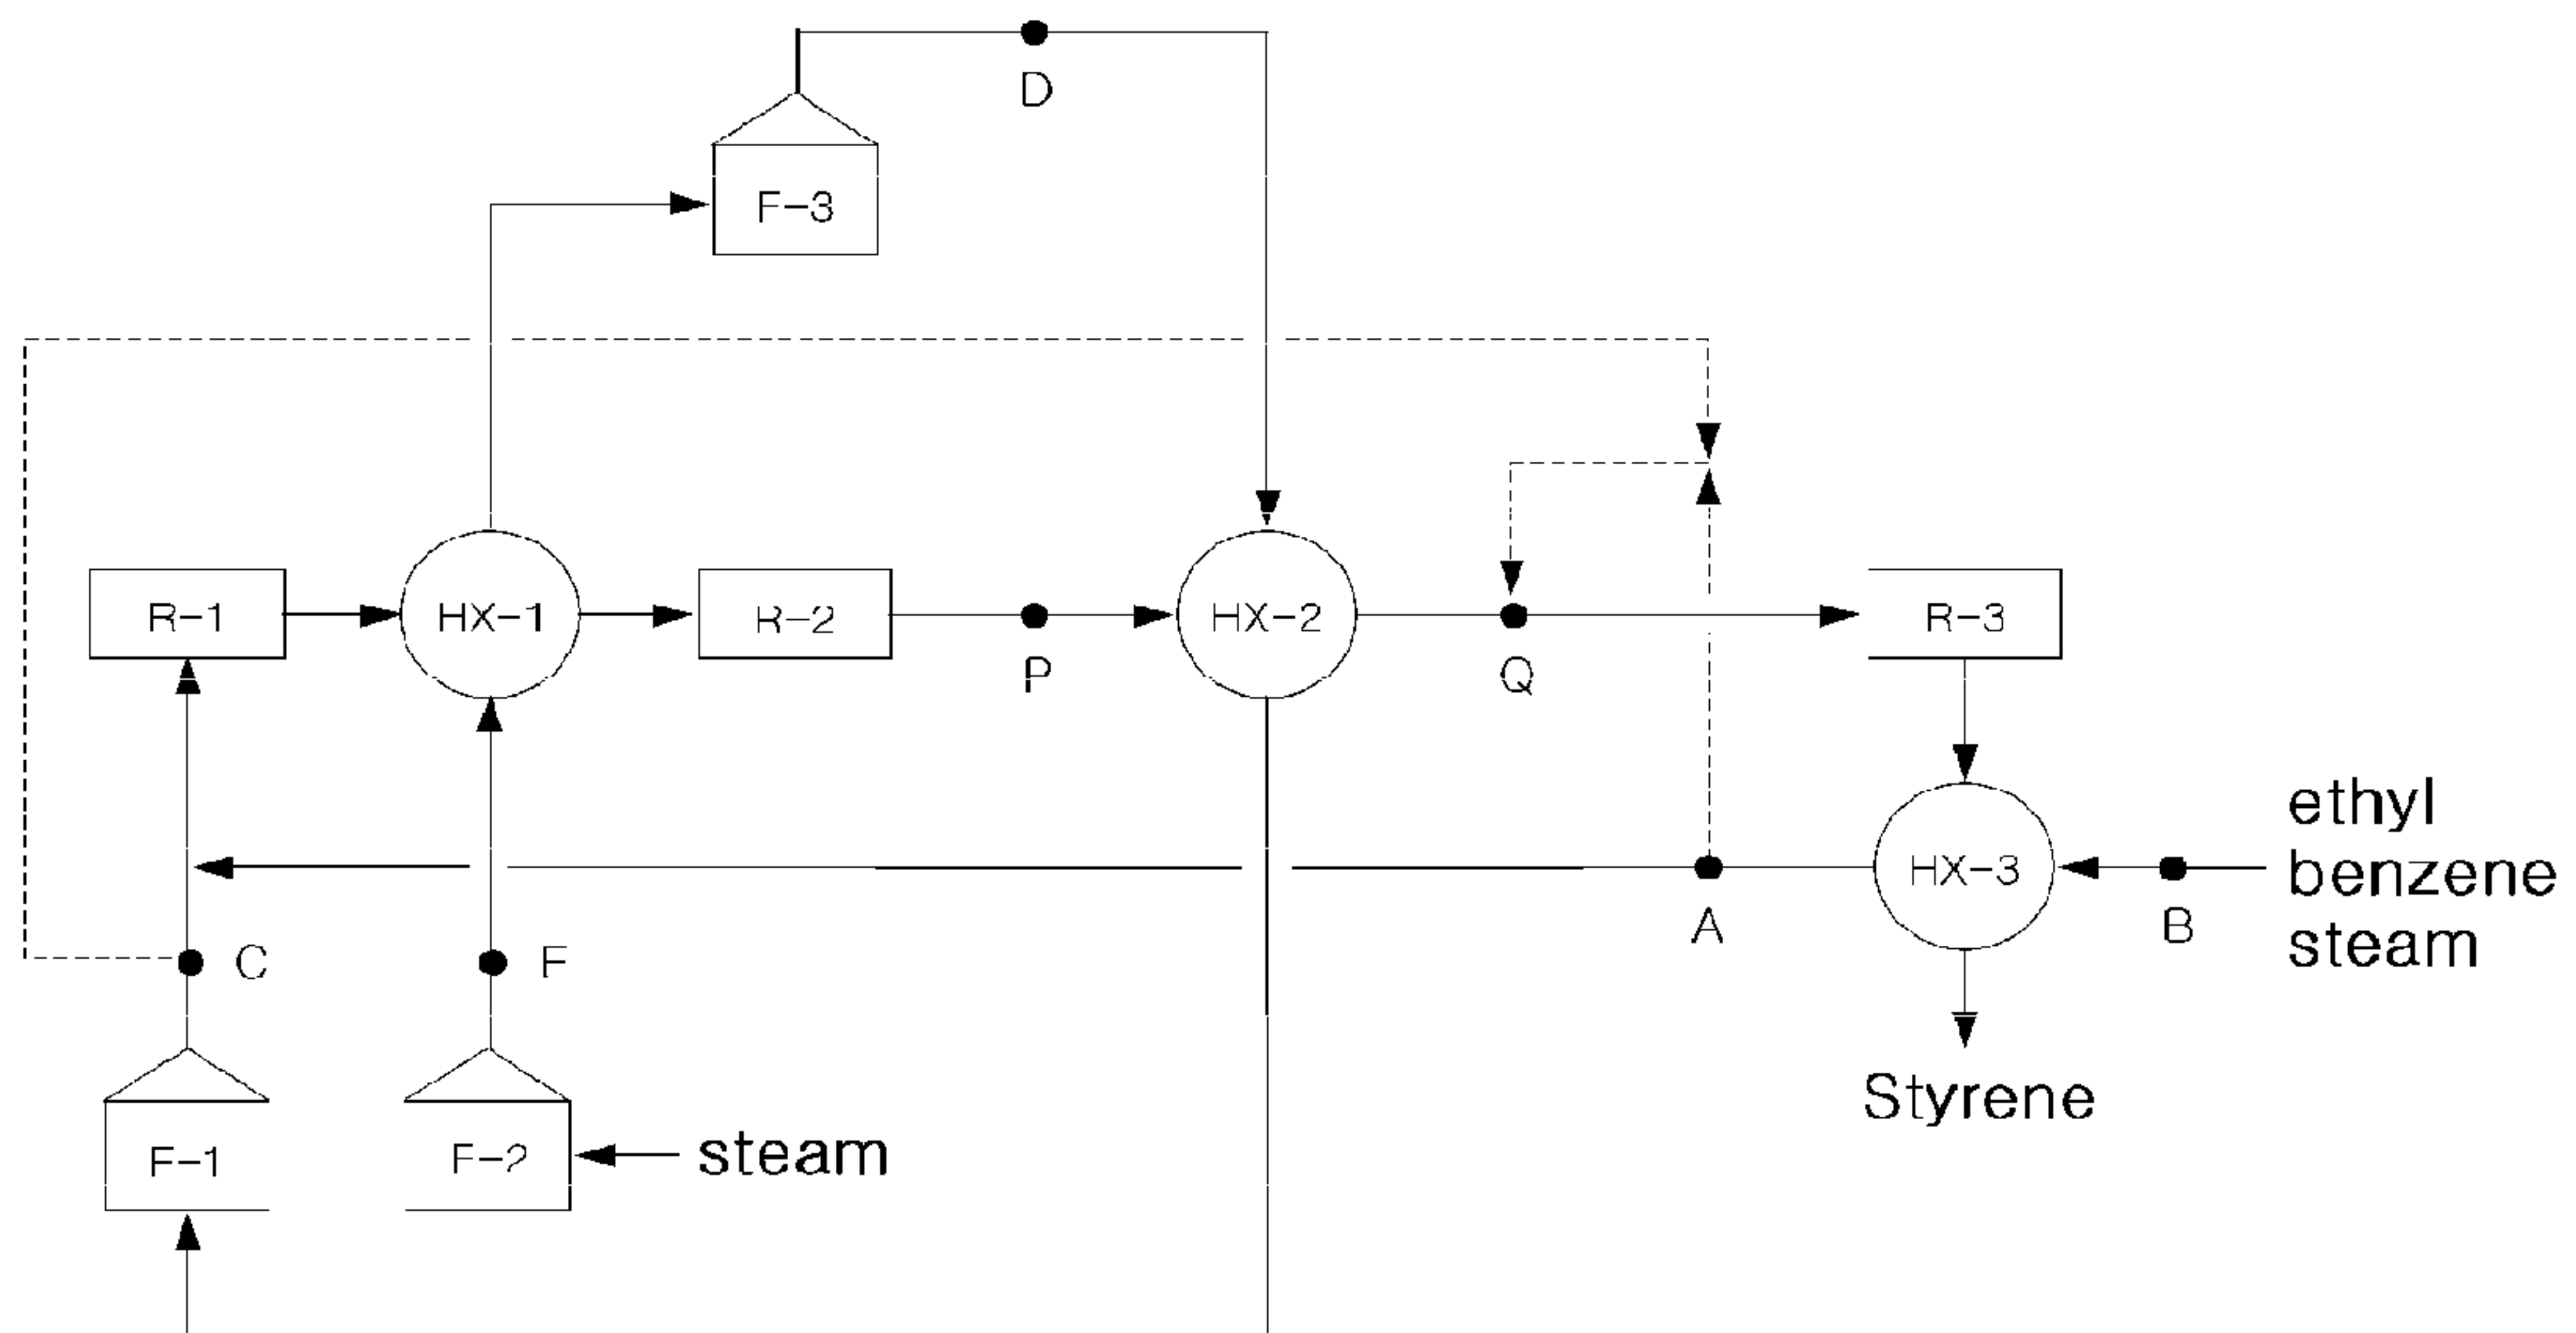 D
F-3
R-1
HX-1
R-2
HX-2
R-3
P
Q
ethyl
benzene
steam
HX-3
A
B
C
F
Styrene
F-1
F-2
steam